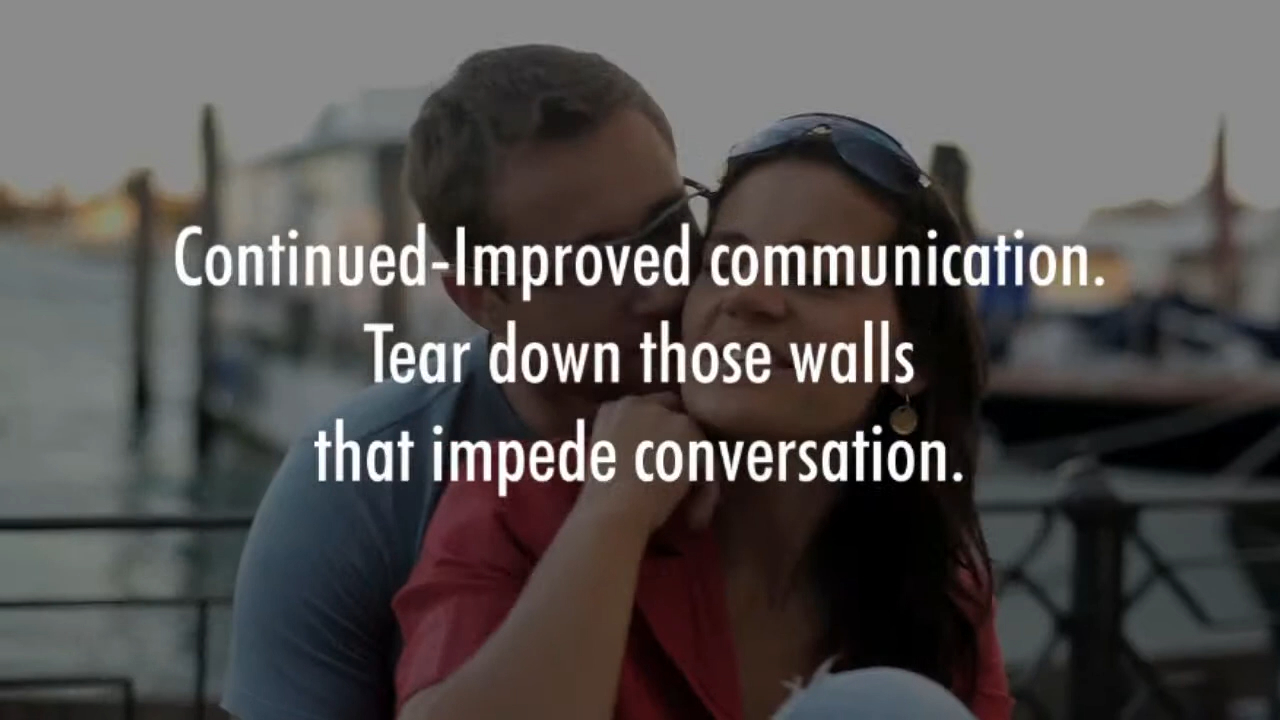 Continued-Improved communication.
Tear down those walls
that impede conversation.